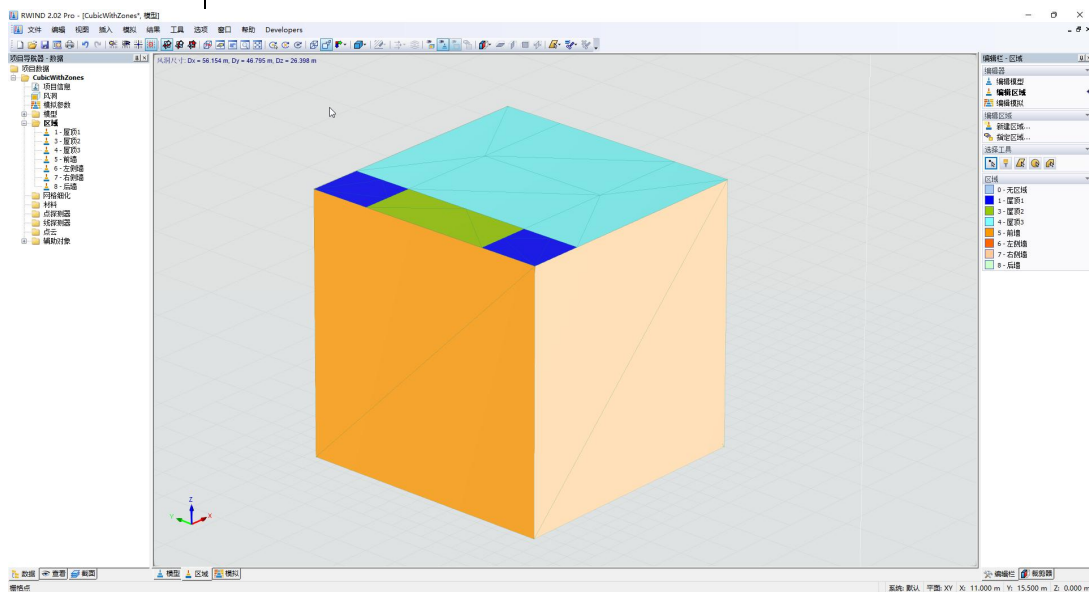 RWIND 2.02 Pro - [CubicWithZones*, 模型]
文件 编辑 视图 插入 模拟 结果 工具 选项 窗口 帮助 Developers
项目导航器 - 数据
项目数据
CubicWithZones
项目信息
风洞
模拟参数
模型
区域
1 - 屋顶1
3 - 屋顶2
4 - 屋顶3
5 - 前墙
6 - 左侧墙
7 - 右侧墙
8 - 后墙
网格细化
材料
点探测器
线探测器
点云
辅助对象
数据 查看 截面
风洞尺寸: Dx = 56.154 m, Dy = 46.795 m, Dz = 26.398 m
Z
Y
X
模型 区域 模拟
编辑栏 - 区域
编辑器
编辑模型
编辑区域
编辑模拟
编辑区域
新建区域...
指定区域...
选择工具
区域
0 - 无区域
1 - 屋顶1
3 - 屋顶2
4 - 屋顶3
5 - 前墙
6 - 左侧墙
7 - 右侧墙
8 - 后墙
编辑栏 裁剪器
栅格点
系统: 默认 平面: XY X: 11.000 m Y: 15.500 m Z: 0.000 m